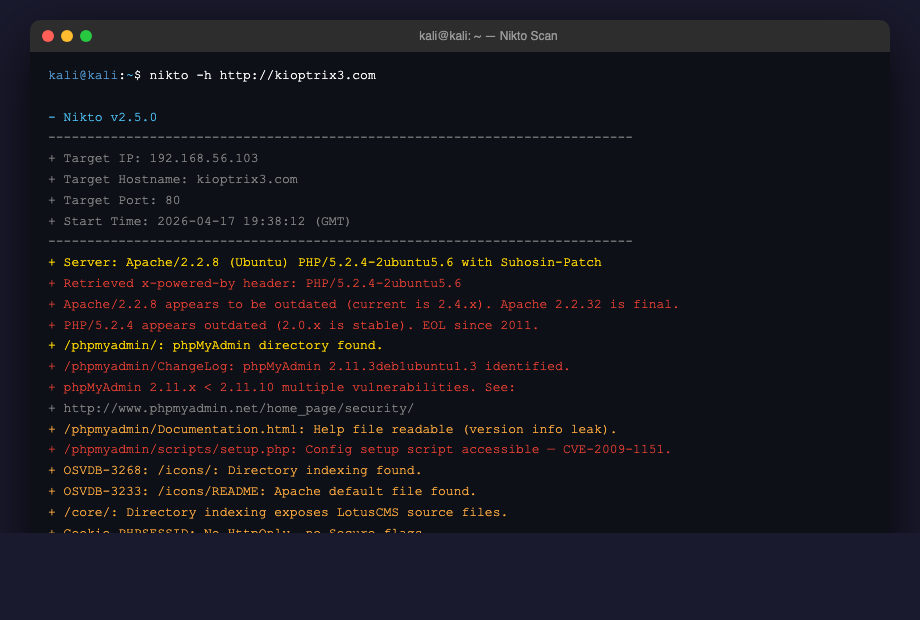 kali@kali: ~ — Nikto Scan
kali@kali:~$ nikto -h http://kioptrix3.com
- Nikto v2.5.0
---------------------------------------------------------------------------
+ Target IP: 192.168.56.103
+ Target Hostname: kioptrix3.com
+ Target Port: 80
+ Start Time: 2026-04-17 19:38:12 (GMT)
---------------------------------------------------------------------------
+ Server: Apache/2.2.8 (Ubuntu) PHP/5.2.4-2ubuntu5.6 with Suhosin-Patch
+ Retrieved x-powered-by header: PHP/5.2.4-2ubuntu5.6
+ Apache/2.2.8 appears to be outdated (current is 2.4.x). Apache 2.2.32 is final.
+ PHP/5.2.4 appears outdated (2.0.x is stable). EOL since 2011.
+ /phpmyadmin/: phpMyAdmin directory found.
+ /phpmyadmin/ChangeLog: phpMyAdmin 2.11.3deb1ubuntu1.3 identified.
+ phpMyAdmin 2.11.x < 2.11.10 multiple vulnerabilities. See:
+ http://www.phpmyadmin.net/home_page/security/
+ /phpmyadmin/Documentation.html: Help file readable (version info leak).
+ /phpmyadmin/scripts/setup.php: Config setup script accessible — CVE-2009-1151.
+ OSVDB-3268: /icons/: Directory indexing found.
+ OSVDB-3233: /icons/README: Apache default file found.
+ /core/: Directory indexing exposes LotusCMS source files.
+ Cookie PHPSESSID: No HttpOnly, no Secure flags.